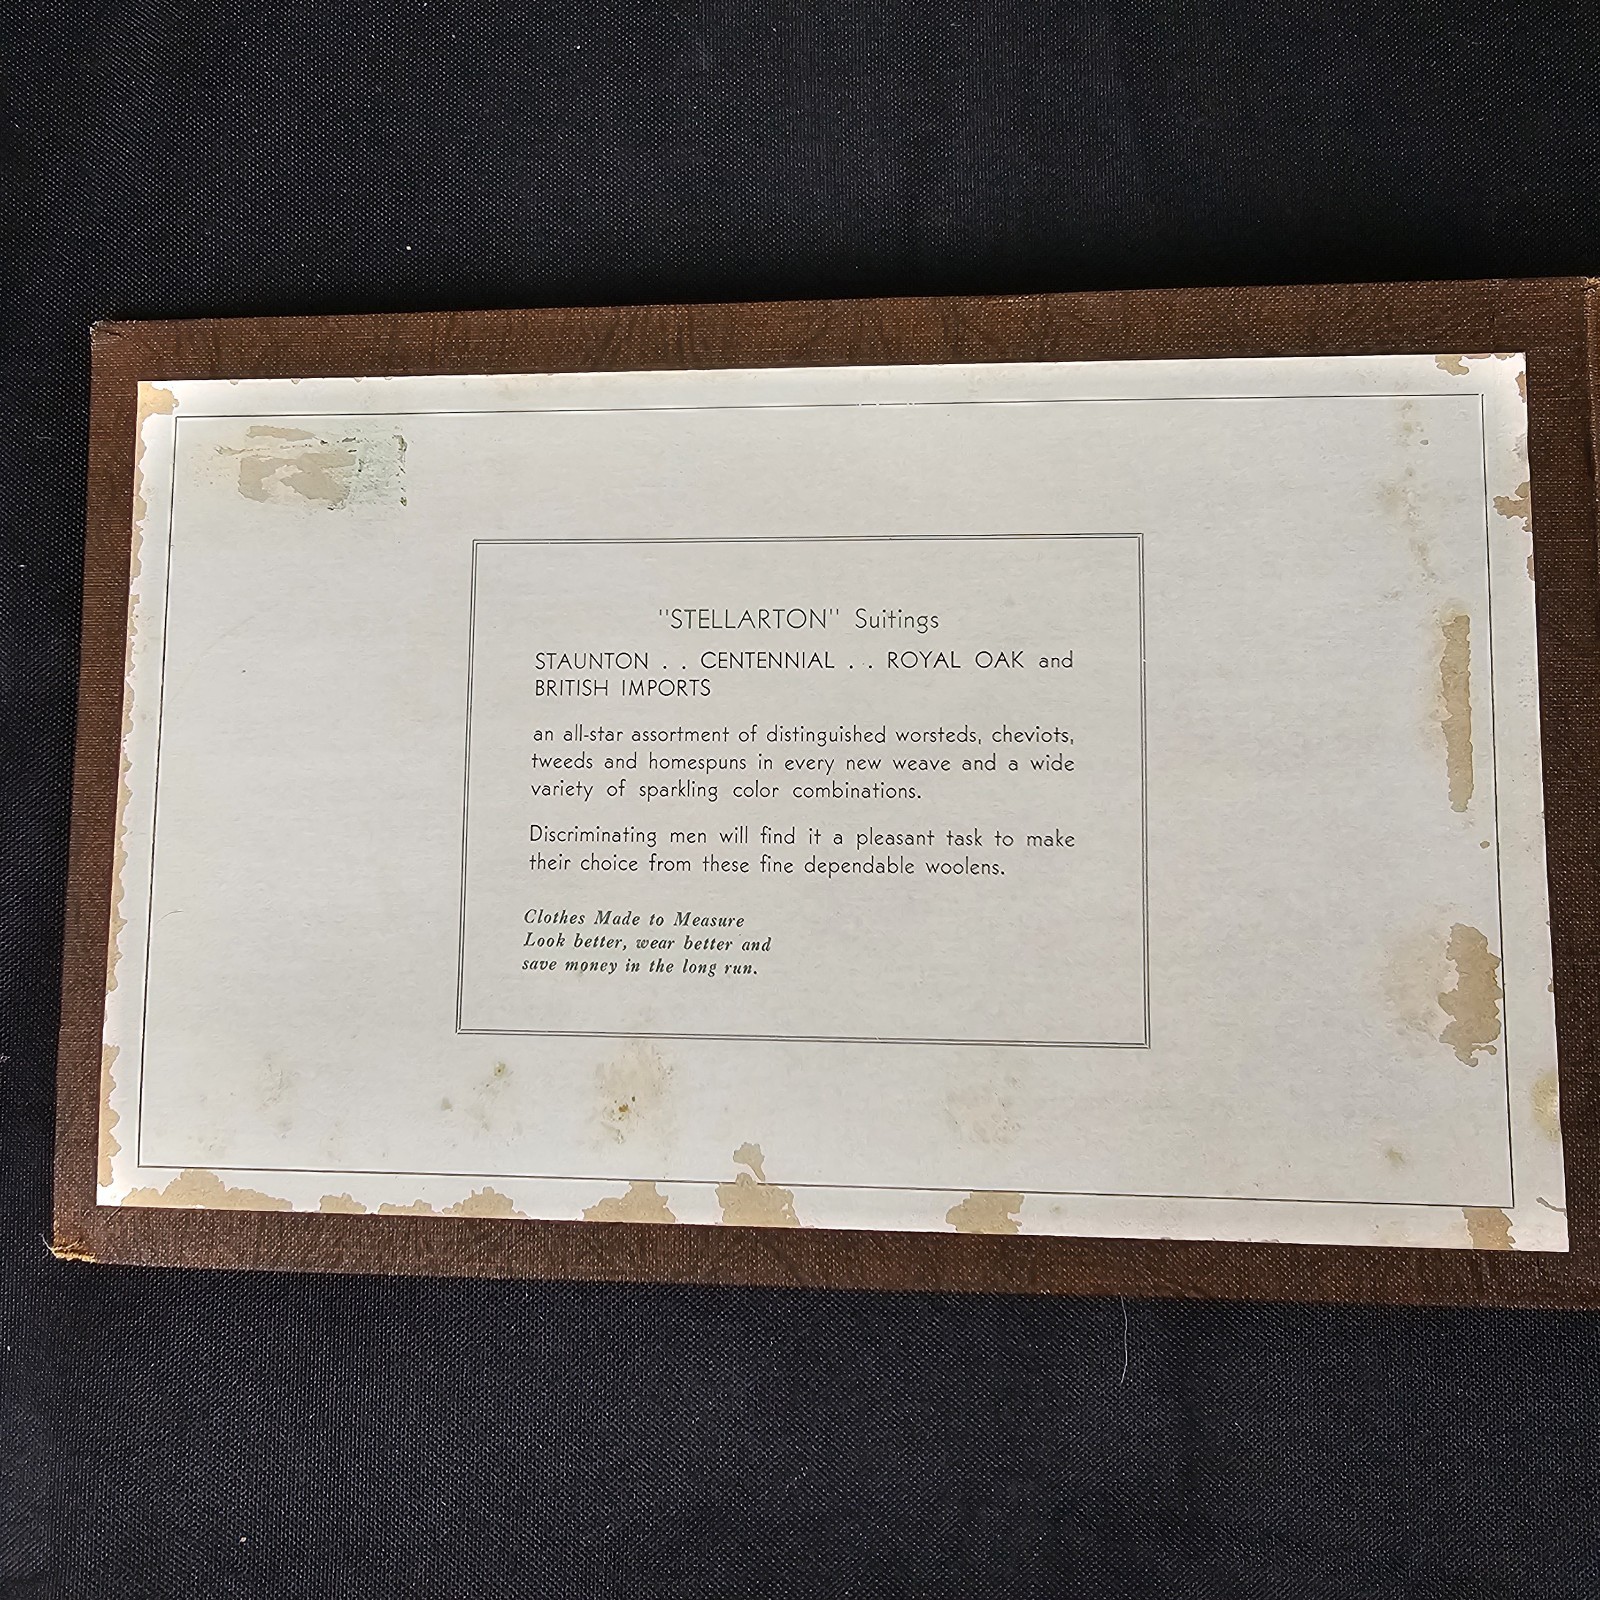 "STELLARTON" Suitings
STAUNTON . . CENTENNIAL . . ROYAL OAK and
BRITISH IMPORTS
an all-star assortment of distinguished worsteds, cheviots,
tweeds and homespuns in every new weave and a wide
variety of sparkling color combinations.
Discriminating men will find it a pleasant task to make
their choice from these fine dependable woolens.
Clothes Made to Measure
Look better, wear better and
save money in the long run.